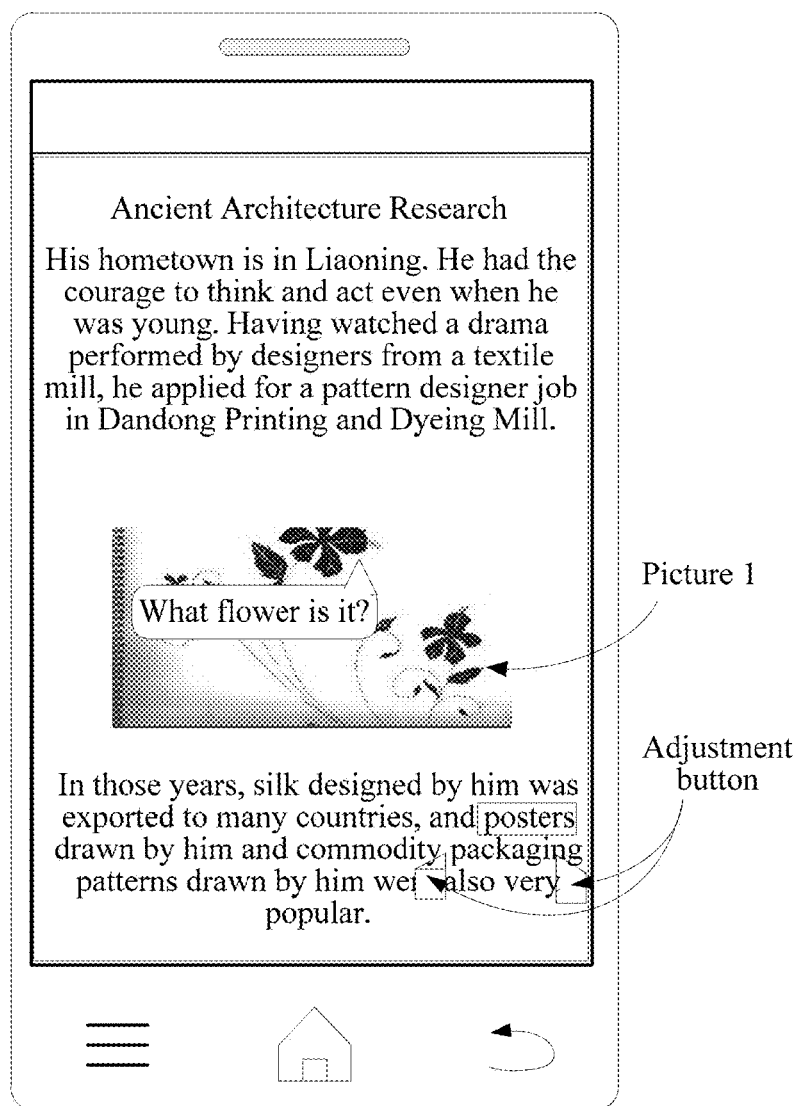 Ancient Architecture Research
His hometown is in Liaoning. He had the
courage to think and act even when he
was young. Having watched a drama
performed by designers from a textile
mill, he applied for a pattern designer job
in Dandong Printing and Dyeing Mill.
What flower is it?
Picture 1
Adjustment
button
In those years, silk designed by him was
exported to many countries, and posters
drawn by him and commodity packaging
patterns drawn by him also very
popular.